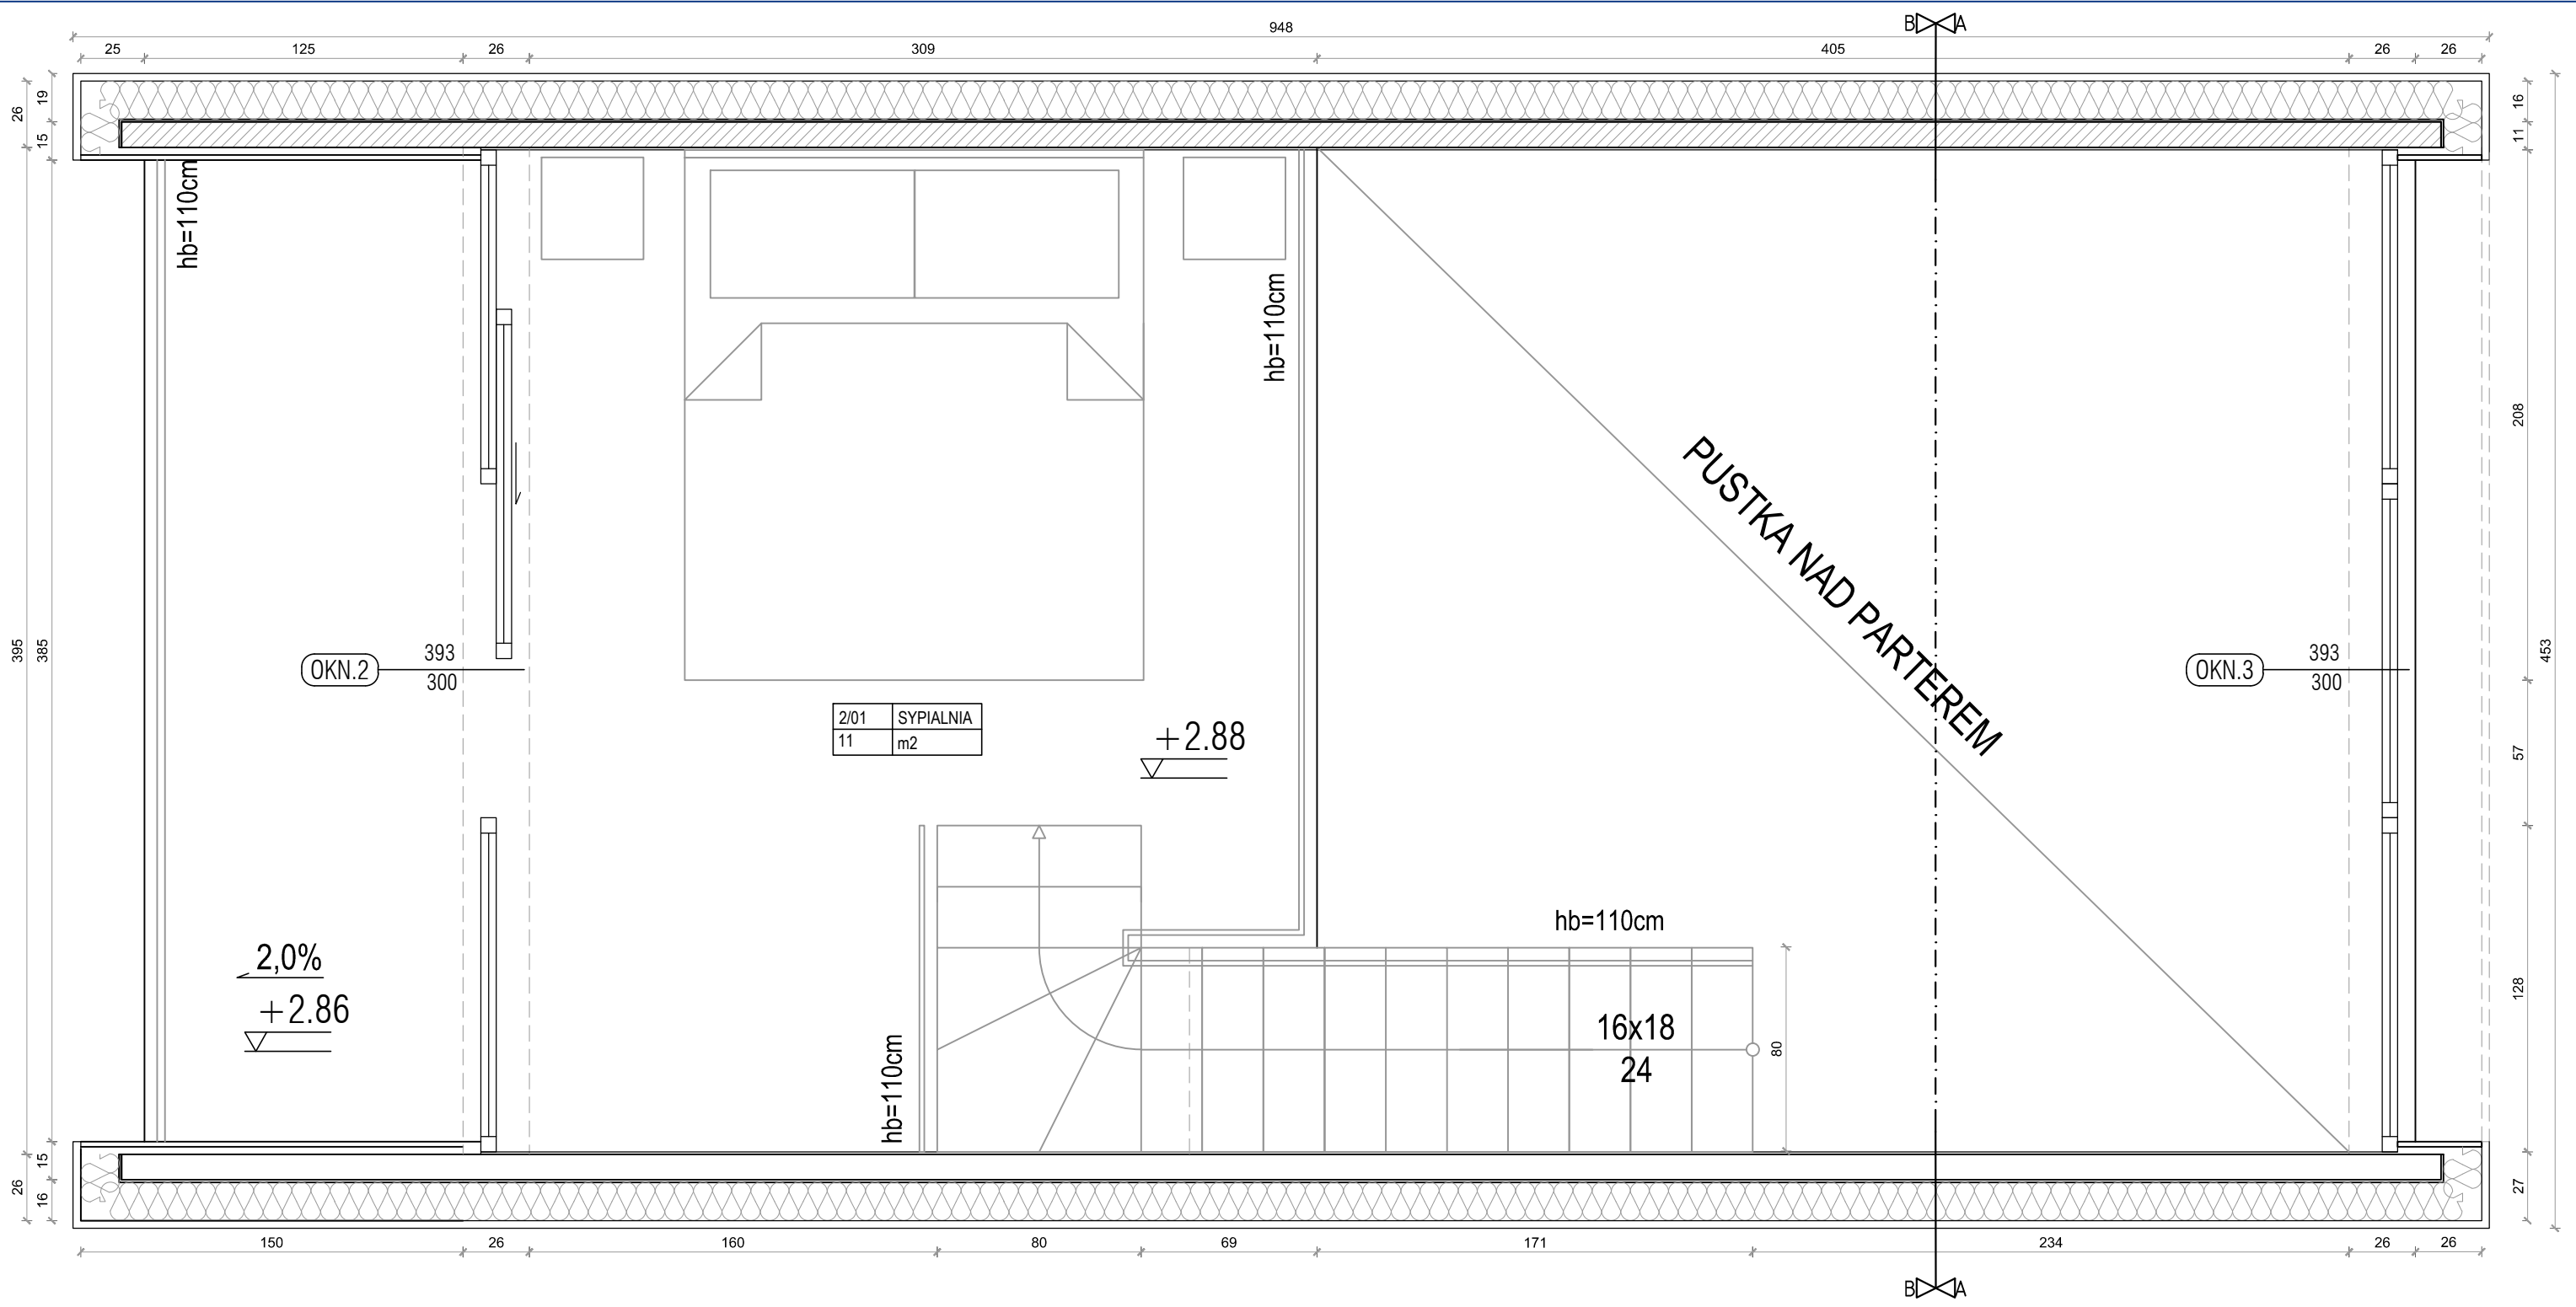 B A
948
25 125 26 309 405 26 26
26 19 15
16 11
hb=110cm
hb=110cm
208
PUSTKA NAD PARTEREM
395 385
453
OKN.2 393
300
OKN.3 393
300
2/01 SYPIALNIA
11 m2
+2.88
57
hb=110cm
2,0%
+2.86
128
16x18
24
80
hb=110cm
26 15 16
27
150 26 160 80 69 171 234 26 26
B A